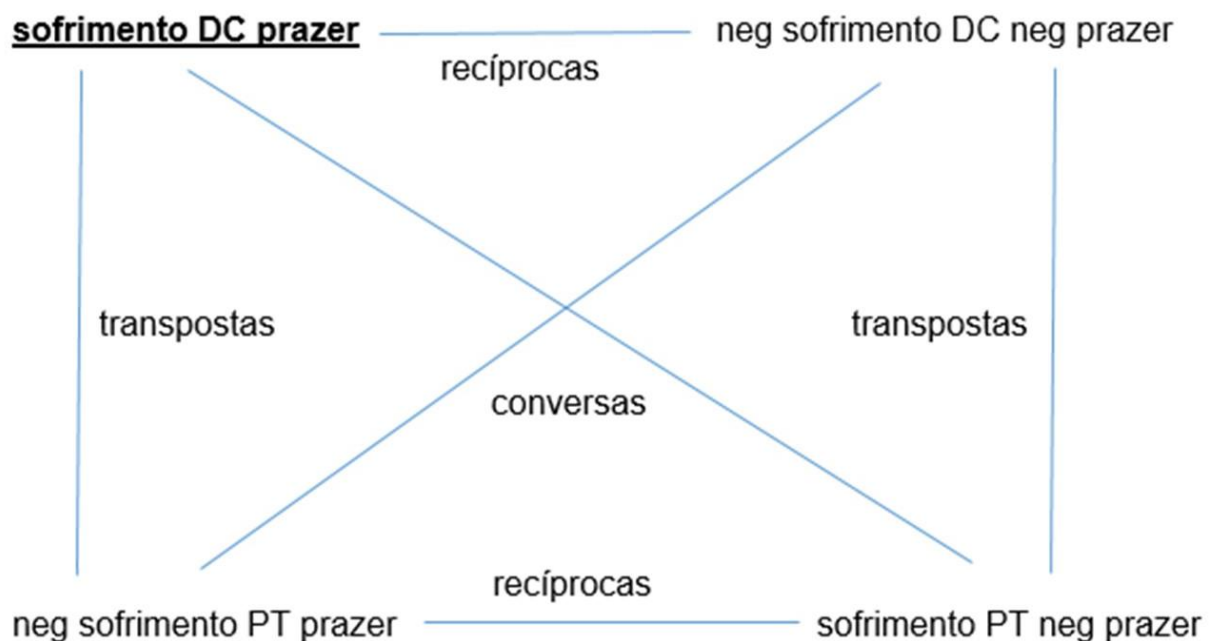 sofrimento DC prazer
neg sofrimento DC neg prazer
recíprocas
transpostas
transpostas
conversas
recíprocas
neg sofrimento PT prazer
sofrimento PT neg prazer